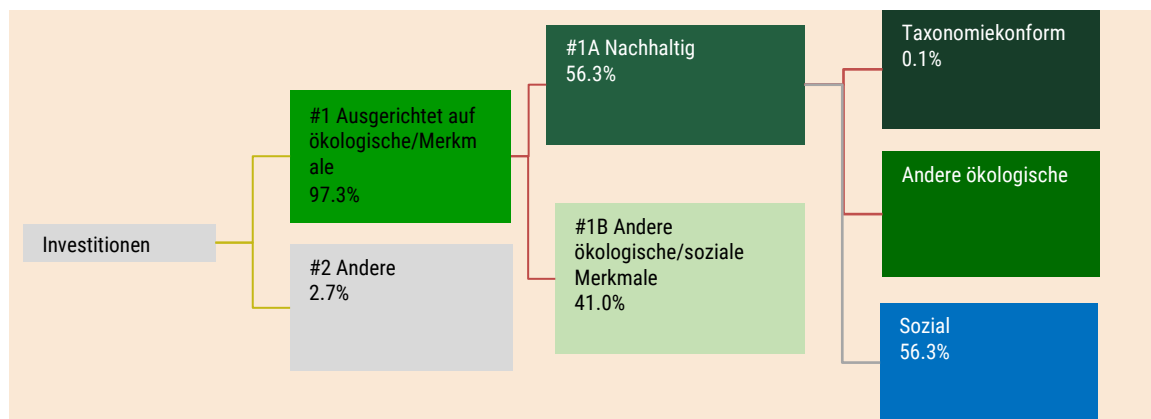 Investitionen
#1 Ausgerichtet auf
ökologische/Merkm
ale
97.3%
#2 Andere
2.7%
#1A Nachhaltig
56.3%
#1B Andere
ökologische/soziale
Merkmale
41.0%
Taxonomiekonform
0.1%
Andere ökologische
Sozial
56.3%